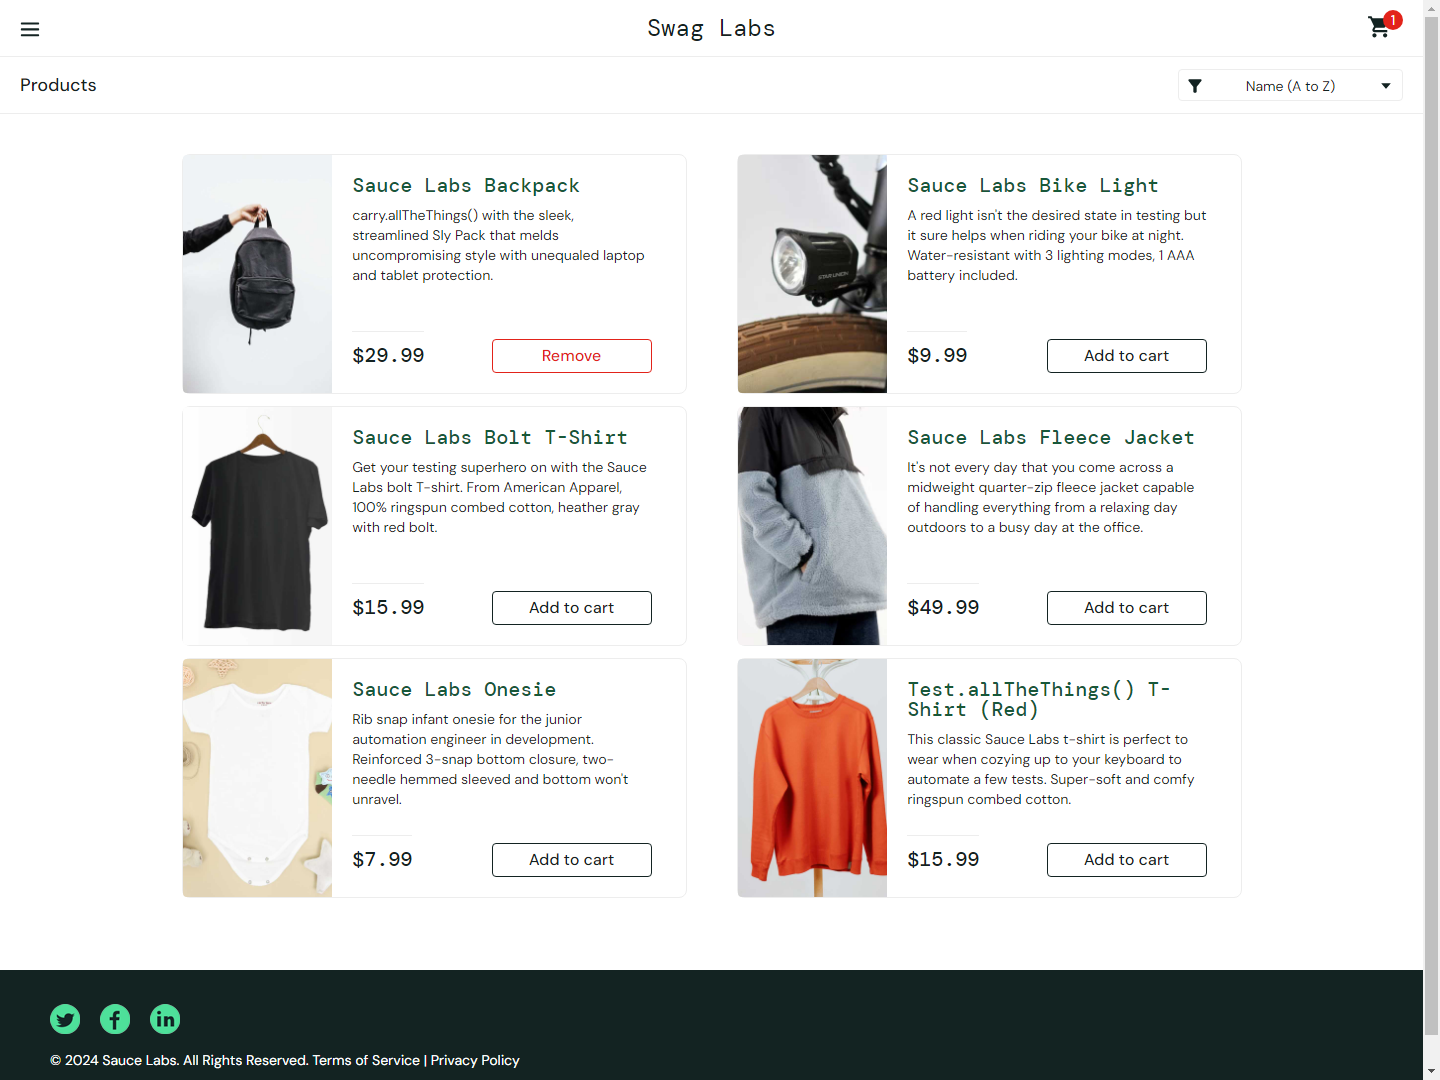 Swag Labs
1
Products
Name (A to Z)
Sauce Labs Backpack
carry.allTheThings() with the sleek,
streamlined Sly Pack that melds
uncompromising style with unequaled laptop
and tablet protection.
$29.99
Remove
STAR UNION
Sauce Labs Bike Light
A red light isn't the desired state in testing but
it sure helps when riding your bike at night.
Water-resistant with 3 lighting modes, 1 AAA
battery included.
$9.99
Add to cart
Sauce Labs Bolt T-Shirt
Get your testing superhero on with the Sauce
Labs bolt T-shirt. From American Apparel,
100% ringspun combed cotton, heather gray
with red bolt.
$15.99
Add to cart
Sauce Labs Fleece Jacket
It's not every day that you come across a
midweight quarter-zip fleece jacket capable
of handling everything from a relaxing day
outdoors to a busy day at the office.
$49.99
Add to cart
Sauce Labs Onesie
Rib snap infant onesie for the junior
automation engineer in development.
Reinforced 3-snap bottom closure, two-
needle hemmed sleeved and bottom won't
unravel.
$7.99
Add to cart
Test.allTheThings() T-
Shirt (Red)
This classic Sauce Labs t-shirt is perfect to
wear when cozying up to your keyboard to
automate a few tests. Super-soft and comfy
ringspun combed cotton.
$15.99
Add to cart
© 2024 Sauce Labs. All Rights Reserved. Terms of Service | Privacy Policy